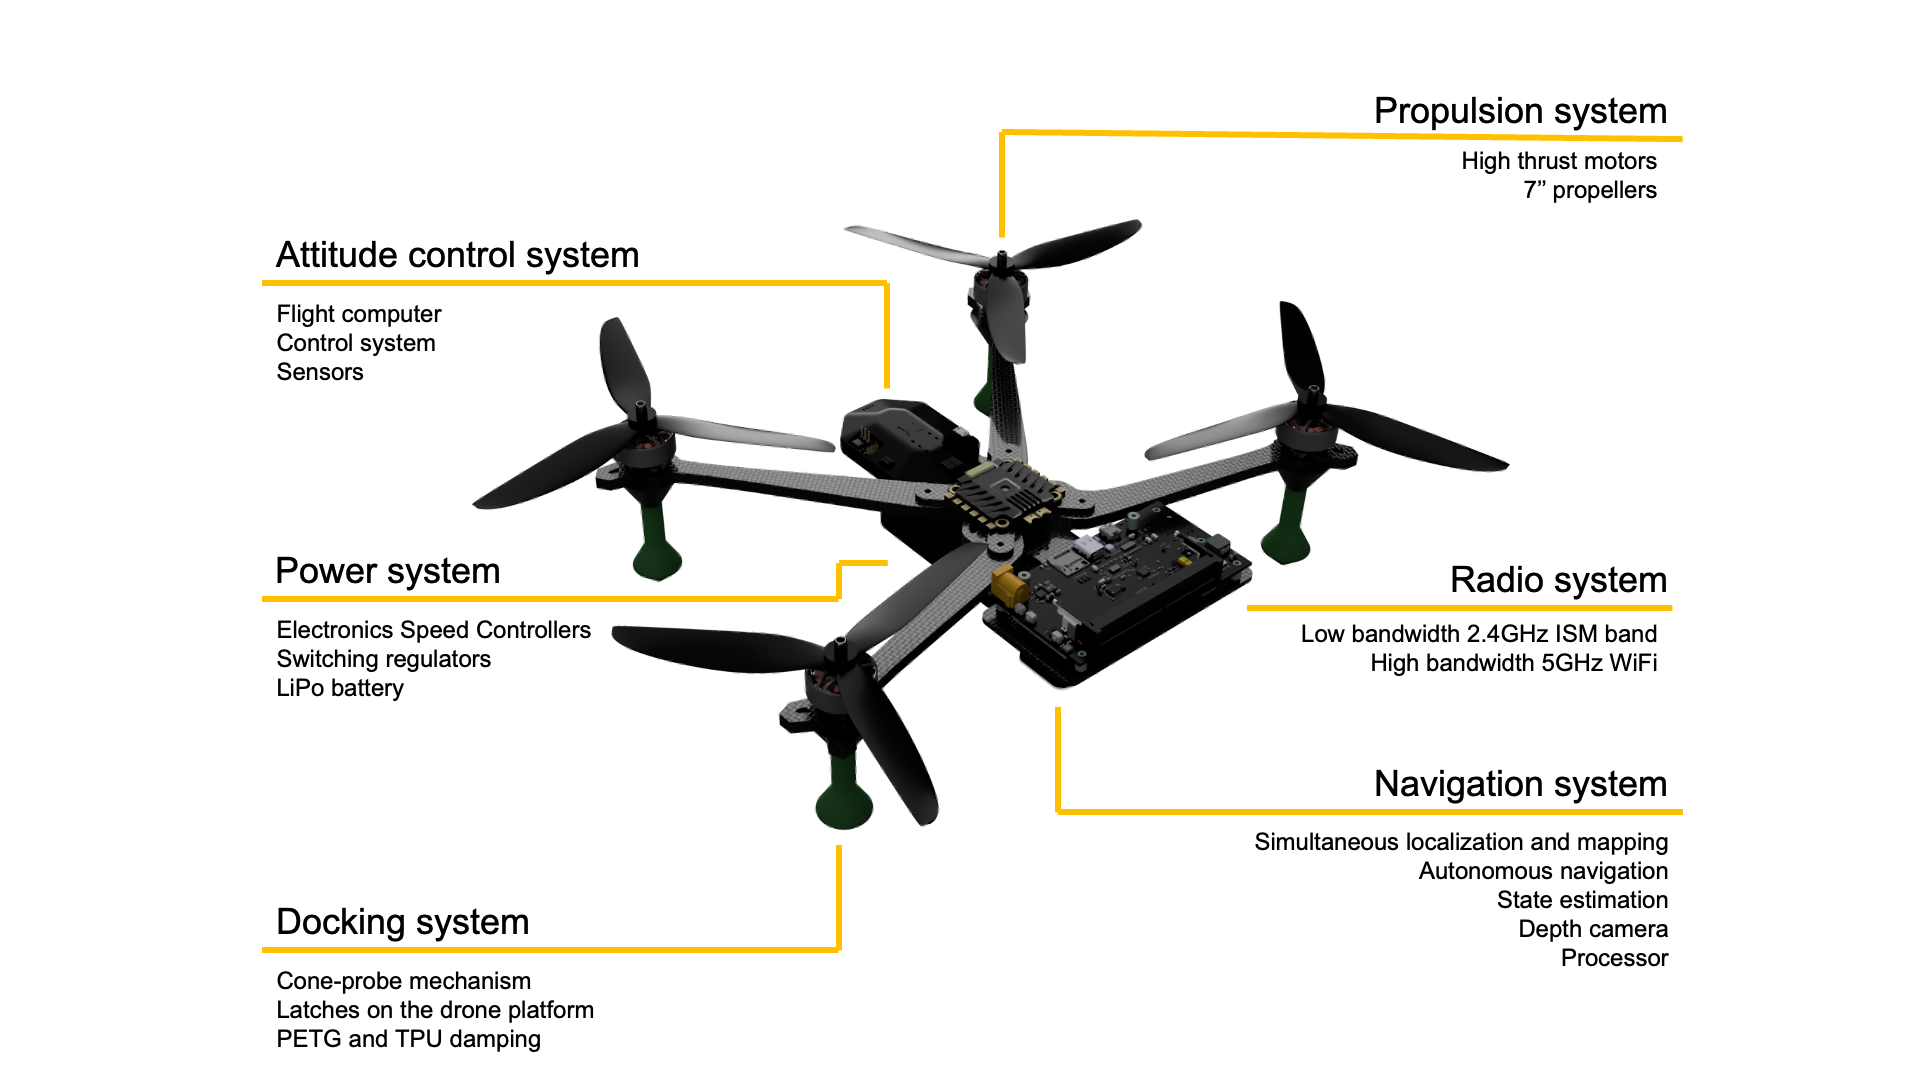 Propulsion system
High thrust motors
7’’ propellers
Attitude control system
Flight computer
Control system
Sensors
Power system
Electronics Speed Controllers
Switching regulators
LiPo battery
Radio system
Low bandwidth 2.4GHz ISM band
High bandwidth 5GHz WiFi
Navigation system
Simultaneous localization and mapping
Autonomous navigation
State estimation
Depth camera
Processor
Docking system
Cone-probe mechanism
Latches on the drone platform
PETG and TPU damping